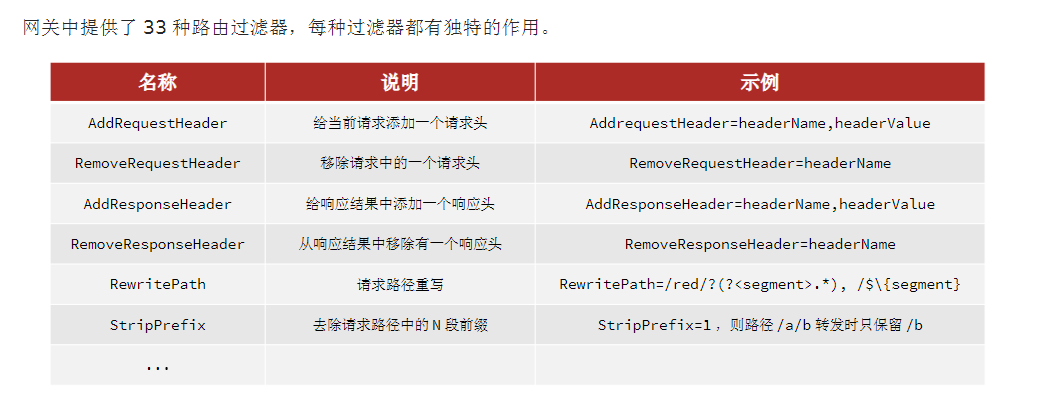 网关中提供了 33 种路由过滤器，每种过滤器都有独特的作用。
名称 说明 示例
AddRequestHeader 给当前请求添加一个请求头 AddrequestHeader=headerName,headerValue
RemoveRequestHeader 移除请求中的一个请求头 RemoveRequestHeader=headerName
AddResponseHeader 给响应结果中添加一个响应头 AddResponseHeader=headerName,headerValue
RemoveResponseHeader 从响应结果中移除有一个响应头 RemoveResponseHeader=headerName
RewritePath 请求路径重写 RewritePath=/red/?(?<segment>.*), /$\{segment}
StripPrefix 去除请求路径中的 N 段前缀 StripPrefix=1 ，则路径 /a/b 转发时只保留 /b
...